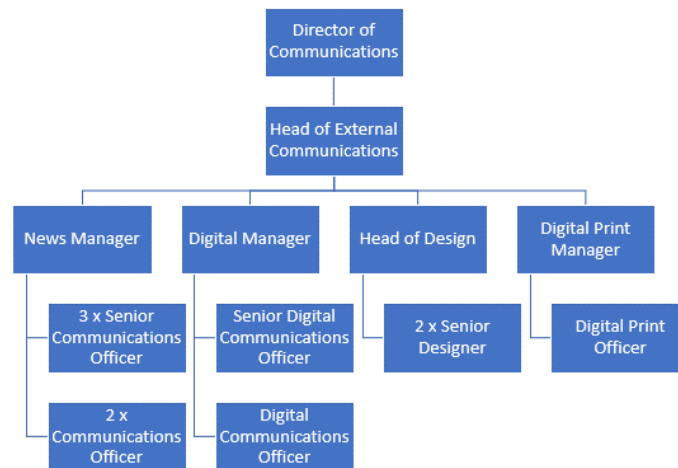 Director of
Communications
Head of External
Communications
News Manager
Digital Manager
Head of Design
Digital Print
Manager
3 x Senior
Communications
Officer
Senior Digital
Communications
Officer
2 x Senior
Designer
Digital Print
Officer
2 x
Communications
Officer
Digital
Communications
Officer